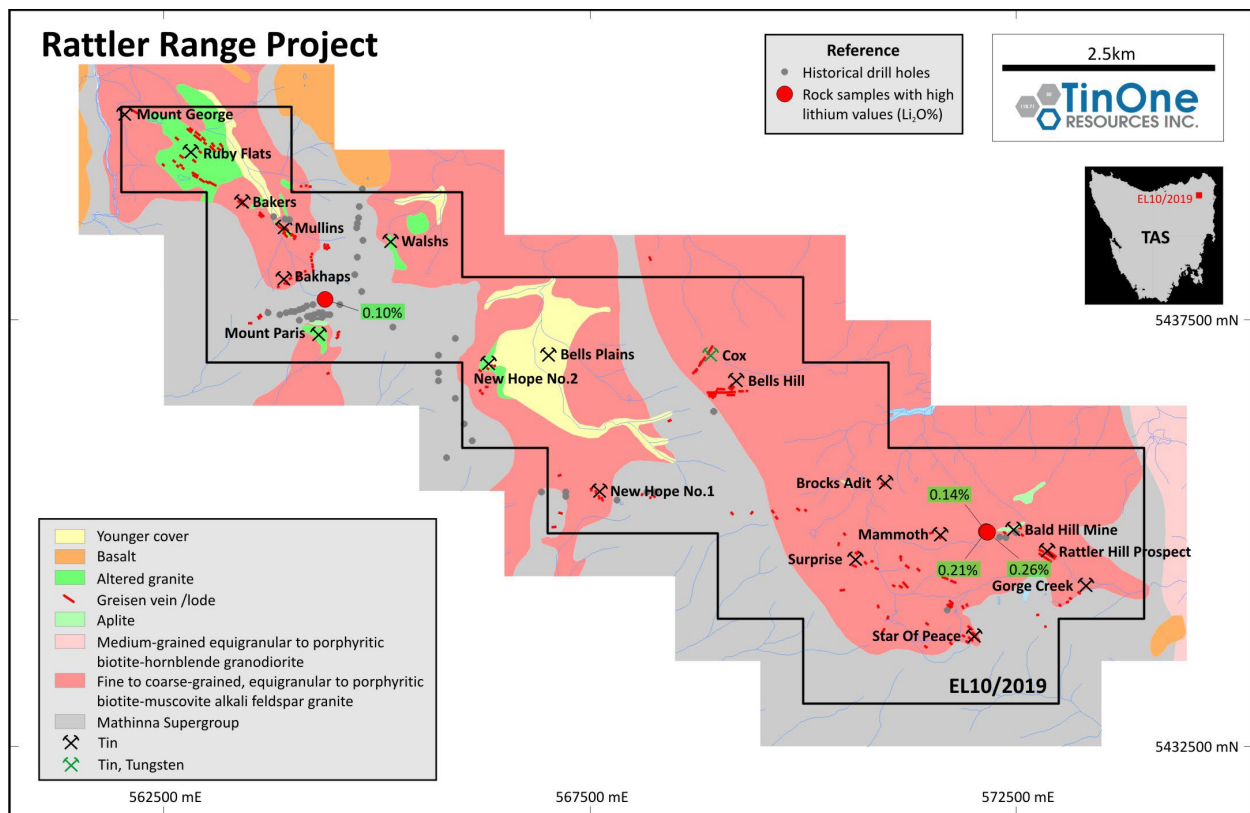 Rattler Range Project
Reference
Historical drill holes
Rock samples with high
lithium values (Li₂O%)
2.5km
TinOne
RESOURCES INC.
EL10/2019
TAS
Mount George
Ruby Flats
Bakers
Mullins
Walshs
Bakhaps
0.10%
Mount Paris
5437500 mN
Bells Plains
Cox
New Hope No.2
Bells Hill
Brocks Adit
New Hope No.1
0.14%
Mammoth
Bald Hill Mine
Surprise
Rattler Hill Prospect
0.21%
0.26%
Gorge Creek
Star Of Peace
EL10/2019
Younger cover
Basalt
Altered granite
Greisen vein /lode
Aplite
Medium-grained equigranular to porphyritic
biotite-hornblende granodiorite
Fine to coarse-grained, equigranular to porphyritic
biotite-muscovite alkali feldspar granite
Mathinna Supergroup
Tin
Tin, Tungsten
5432500 mN
562500 mE
567500 mE
572500 mE